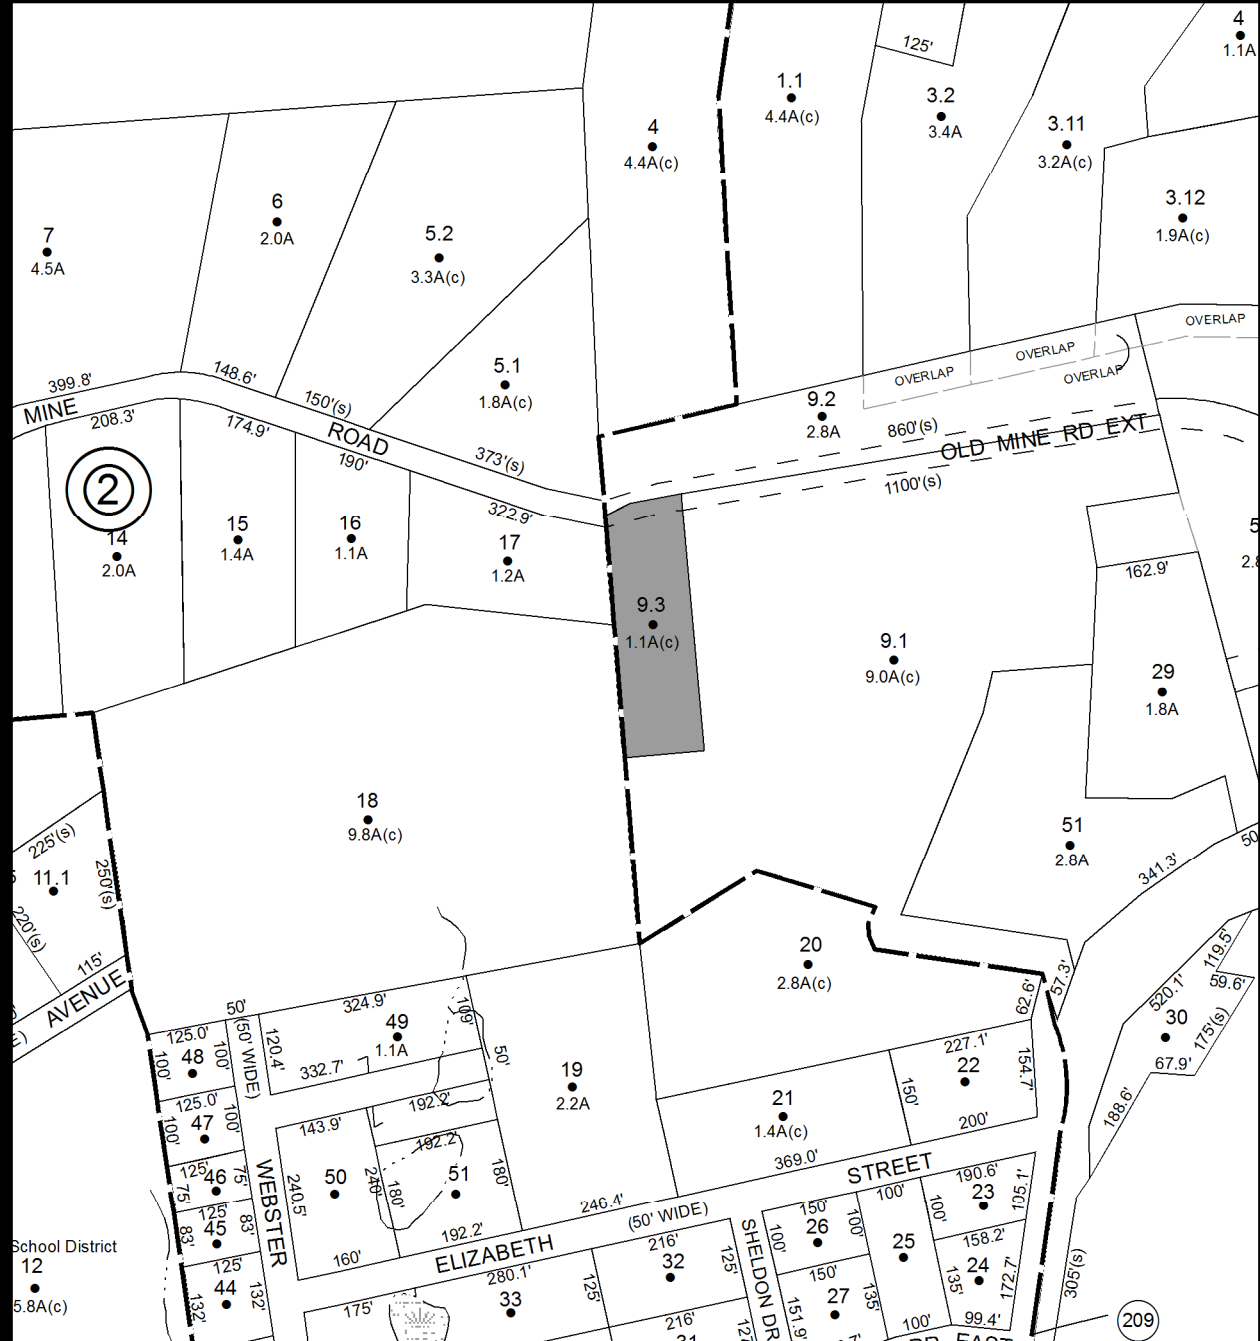 4
1.1A
125'
1.1
4.4A(c)
3.2
3.4A
4
4.4A(c)
3.11
3.2A(c)
3.12
1.9A(c)
6
2.0A
7
4.5A
5.2
3.3A(c)
OVERLAP
OVERLAP
OVERLAP
OVERLAP
5.1
1.8A(c)
399.8'
148.6'
150'(s)
MINE
ROAD
208.3'
174.9'
190'
373'(s)
322.9'
9.2
2.8A
860'(s)
OLD MINE RD EXT
1100'(s)
2
14
2.0A
15
1.4A
16
1.1A
17
1.2A
162.9'
9.3
1.1A(c)
9.1
9.0A(c)
29
1.8A
18
9.8A(c)
51
2.8A
225'(s)
11.1
250'(s)
220'(s)
115'
AVENUE
341.3'
50
20
2.8A(c)
62.6'
57.3'
119.5'
59.6'
520.1'
30
175'(s)
67.9'
188.6'
50'
324.9'
109'
49
1.1A
125.0'
48
100'
100'
(50' WIDE)
120.4'
332.7'
50'
125.0'
47
100'
100'
19
2.2A
227.1'
22
154.7'
150'
200'
21
1.4A(c)
369.0'
192.2'
192.2'
143.9'
50
240.5'
240'
180'
51
180'
192.2'
160'
125'
46
75'
75'
125'
45
83'
83'
125'
44
132'
132'
WEBSTER
ELIZABETH
STREET
246.4'
(50' WIDE)
190.6'
23
105.1'
100'
100'
150'
26
100'
100'
25
158.2'
24
172.7'
135'
99.4'
150'
27
135'
151.9'
100'
SHELDON DR
216'
32
125'
125'
216'
280.1'
33
175'
School District
12
5.8A(c)
305'(s)
209
EAST